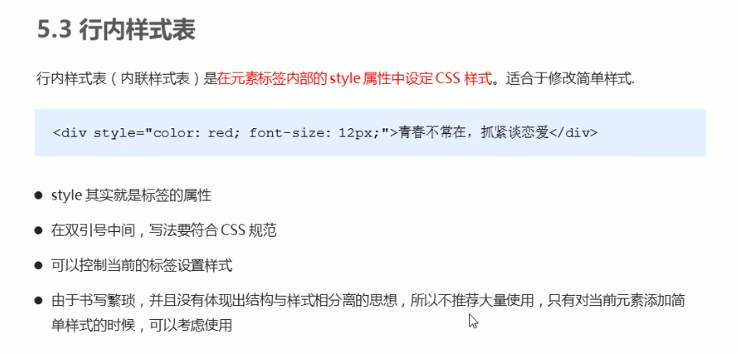 5.3 行内样式表
行内样式表（内联样式表）是在元素标签内部的 style 属性中设定 CSS 样式。适合于修改简单样式.
<div style="color: red; font-size: 12px;">青春不常在，抓紧谈恋爱</div>
● style 其实就是标签的属性
● 在双引号中间，写法要符合 CSS 规范
● 可以控制当前的标签设置样式
● 由于书写繁琐，并且没有体现出结构与样式相分离的思想，所以不推荐大量使用，只有对当前元素添加简
单样式的时候，可以考虑使用